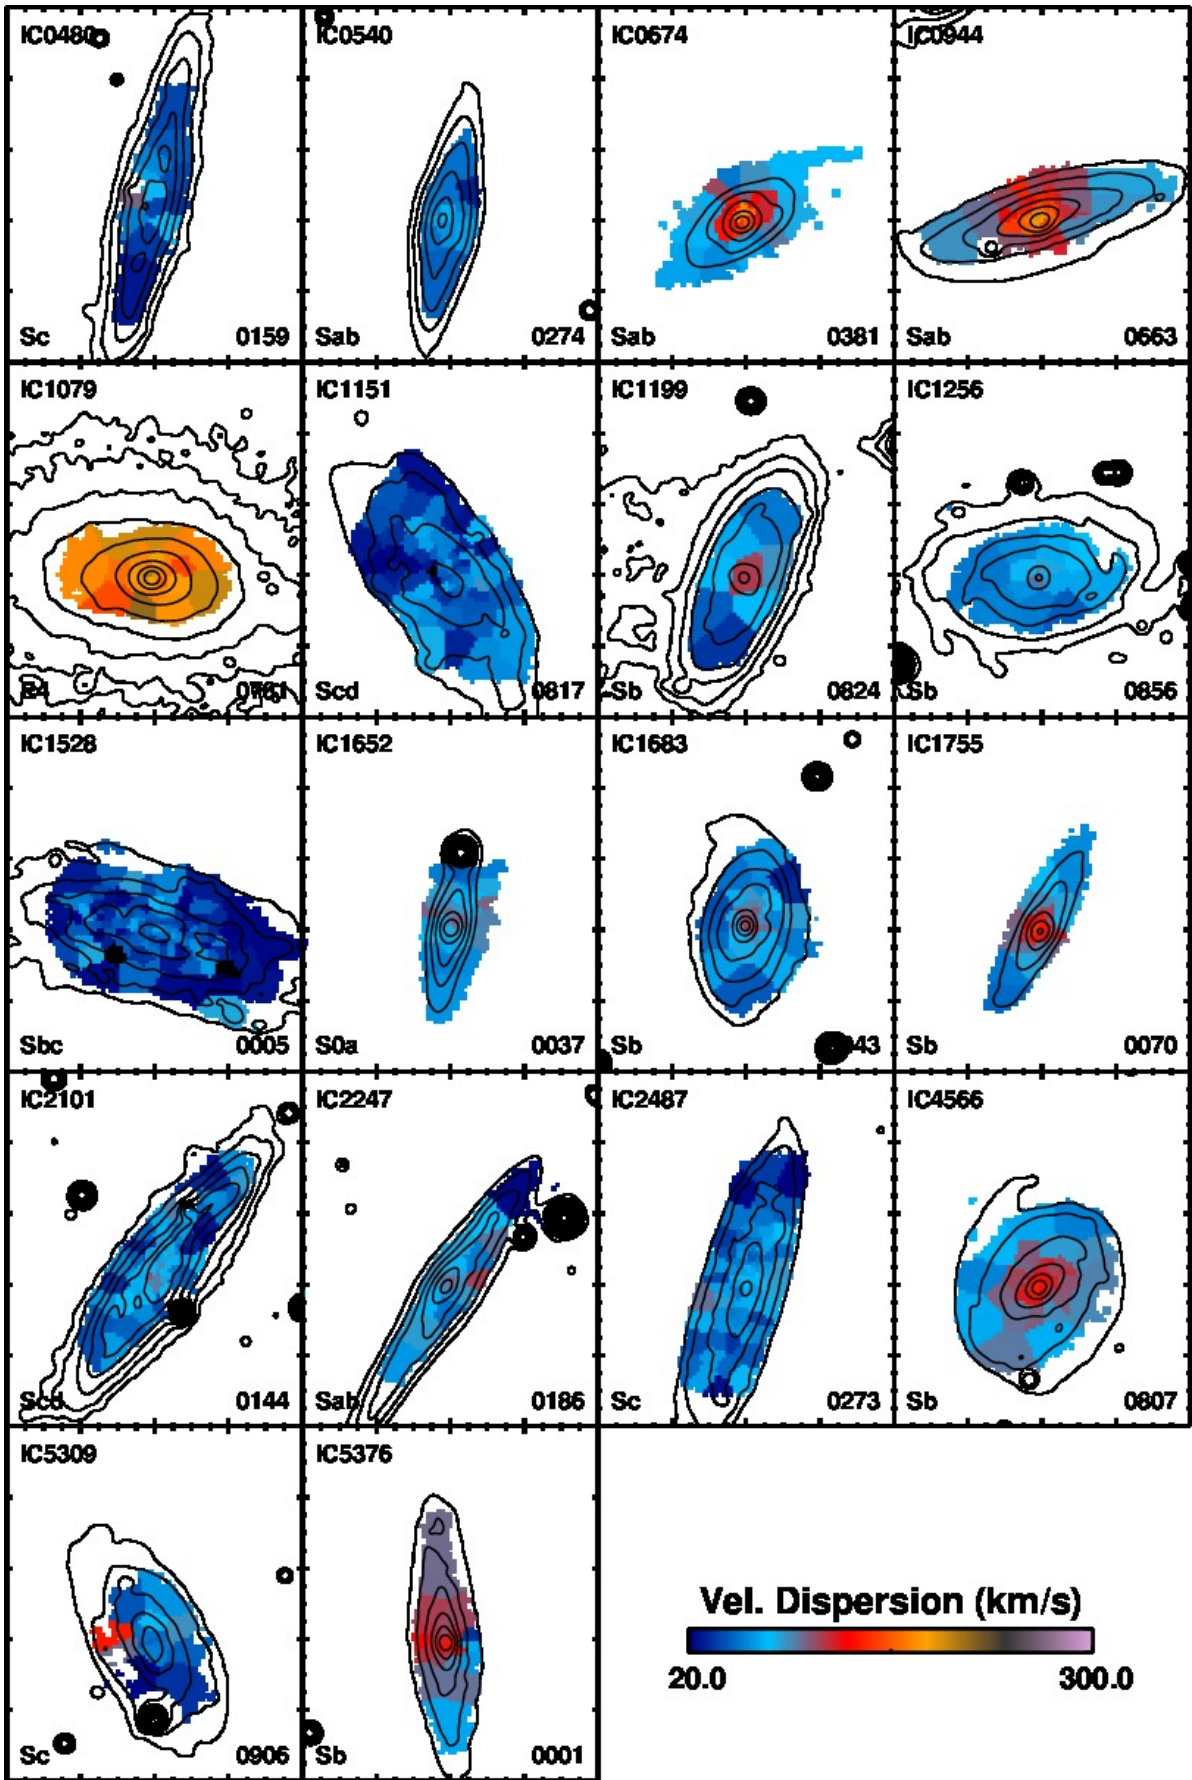 IC0480 IC0540 IC0674 IC0944
Sc 0159 Sab 0274 Sab 0381 Sab 0663
IC1079 IC1151 IC1199 IC1256
E4 Scd 0817 Sb 0824 Sb 0856
IC1528 IC1652 IC1683 IC1755
Sbc 0005 S0a 0037 Sb 43 Sb 0070
IC2101 IC2247 IC2487 IC4566
Scd 0144 Sab 0186 Sc 0273 Sb 0807
IC5309 IC5376
Vel. Dispersion (km/s)
20.0 300.0
Sc 0906 Sb 0001